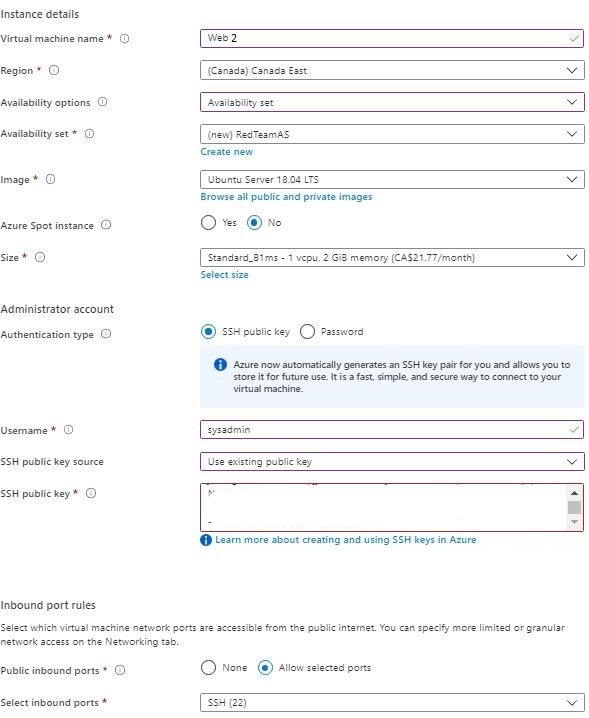 Instance details
Virtual machine name *
Web 2
Region *
(Canada) Canada East
Availability options
Availability set
Availability set *
(new) RedTeamAS
Create new
Image *
Ubuntu Server 18.04 LTS
Browse all public and private images
Azure Spot instance
Yes No
Size *
Standard_B1ms - 1 vcpu, 2 GiB memory (CA$21.77/month)
Select size
Administrator account
Authentication type
SSH public key Password
Azure now automatically generates an SSH key pair for you and allows you to
store it for future use. It is a fast, simple, and secure way to connect to your
virtual machine.
Username *
sysadmin
SSH public key source
Use existing public key
SSH public key *
Learn more about creating and using SSH keys in Azure
Inbound port rules
Select which virtual machine network ports are accessible from the public internet. You can specify more limited or granular
network access on the Networking tab.
Public inbound ports *
None Allow selected ports
Select inbound ports *
SSH (22)